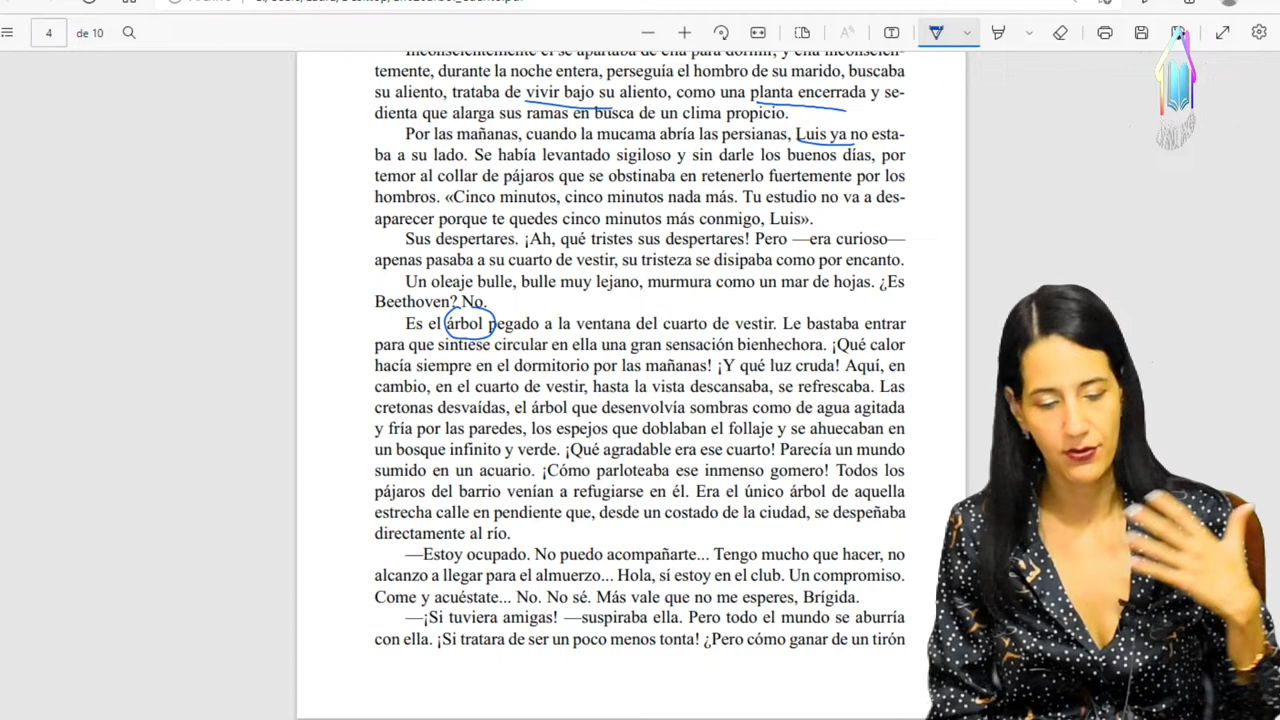 4 de 10
Inconscientemente él se apartaba de ella para dormir, y ella inconscien-
temente, durante la noche entera, perseguía el hombro de su marido, buscaba
su aliento, trataba de vivir bajo su aliento, como una planta encerrada y se-
dienta que alarga sus ramas en busca de un clima propicio.
Por las mañanas, cuando la mucama abría las persianas, Luis ya no esta-
ba a su lado. Se había levantado sigiloso y sin darle los buenos días, por
temor al collar de pájaros que se obstinaba en retenerlo fuertemente por los
hombros. «Cinco minutos, cinco minutos nada más. Tu estudio no va a des-
aparecer porque te quedes cinco minutos más conmigo, Luis».
Sus despertares. ¡Ah, qué tristes sus despertares! Pero —era curioso—
apenas pasaba a su cuarto de vestir, su tristeza se disipaba como por encanto.
Un oleaje bulle, bulle muy lejano, murmura como un mar de hojas. ¿Es
Beethoven? No.
Es el árbol pegado a la ventana del cuarto de vestir. Le bastaba entrar
para que sintiese circular en ella una gran sensación bienhechora. ¡Qué calor
hacía siempre en el dormitorio por las mañanas! ¡Y qué luz cruda! Aquí, en
cambio, en el cuarto de vestir, hasta la vista descansaba, se refrescaba. Las
cretonas desvaídas, el árbol que desenvolvía sombras como de agua agitada
y fría por las paredes, los espejos que doblaban el follaje y se ahuecaban en
un bosque infinito y verde. ¡Qué agradable era ese cuarto! Parecía un mundo
sumido en un acuario. ¡Cómo parloteaba ese inmenso gomero! Todos los
pájaros del barrio venían a refugiarse en él. Era el único árbol de aquella
estrecha calle en pendiente que, desde un costado de la ciudad, se despeñaba
directamente al río.
—Estoy ocupado. No puedo acompañarte... Tengo mucho que hacer, no
alcanzo a llegar para el almuerzo... Hola, sí estoy en el club. Un compromiso.
Come y acuéstate... No. No sé. Más vale que no me esperes, Brígida.
—¡Si tuviera amigas! —suspiraba ella. Pero todo el mundo se aburría
con ella. ¡Si tratara de ser un poco menos tonta! ¿Pero cómo ganar de un tirón